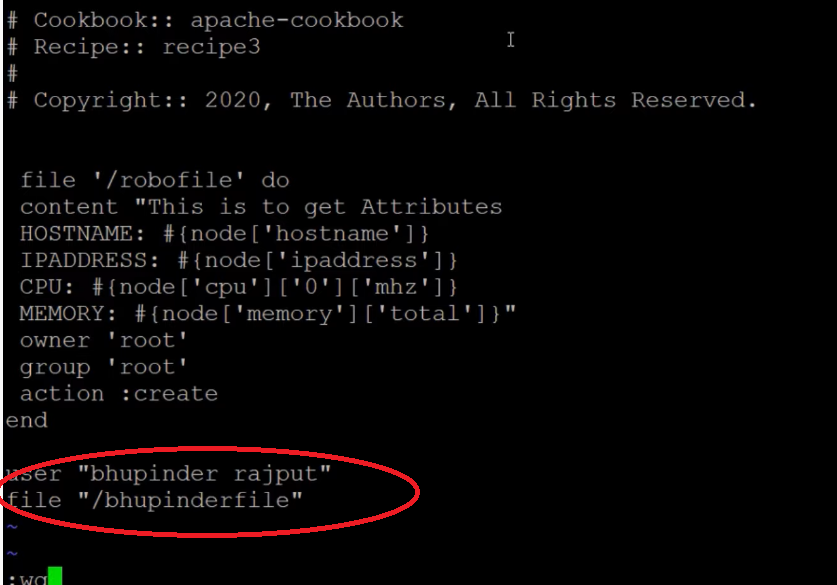 # Cookbook:: apache-cookbook
# Recipe:: recipe3
#
# Copyright:: 2020, The Authors, All Rights Reserved.
file '/robofile' do
content "This is to get Attributes
HOSTNAME: #{node['hostname']}
IPADDRESS: #{node['ipaddress']}
CPU: #{node['cpu']['0']['mhz']}
MEMORY: #{node['memory']['total']}"
owner 'root'
group 'root'
action :create
end
user "bhupinder rajput"
file "/bhupinderfile"
~
~
:wq